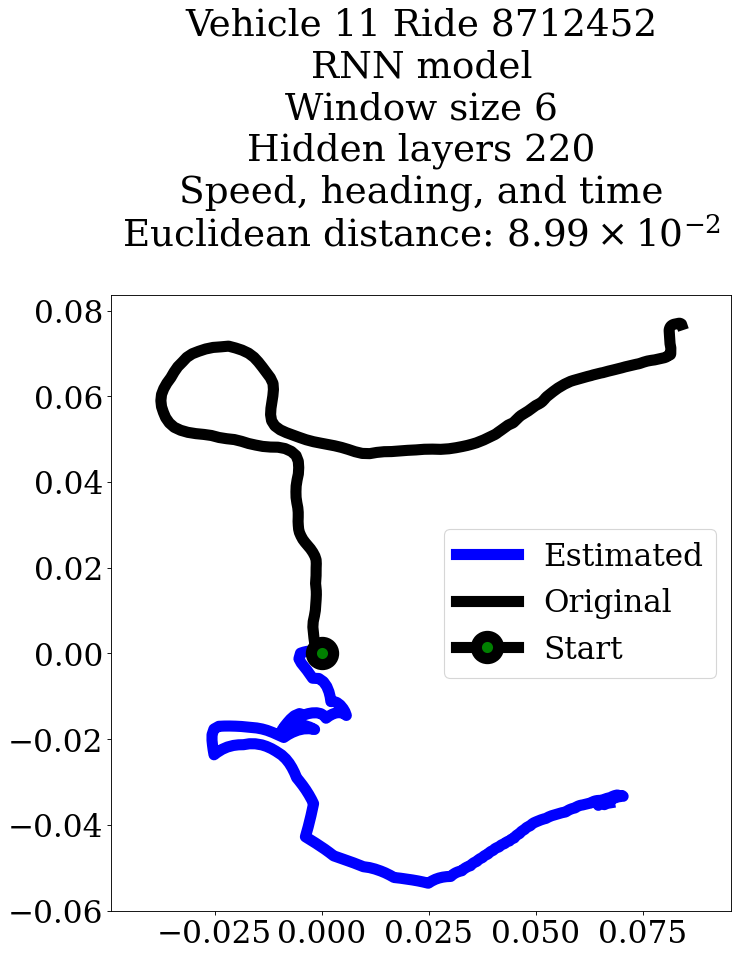 Vehicle 11 Ride 8712452
RNN model
Window size 6
Hidden layers 220
Speed, heading, and time
Euclidean distance: 8.99 × 10⁻²
0.08
0.06
0.04
0.02
0.00
−0.02
−0.04
−0.06
Estimated
Original
Start
−0.025 0.000 0.025 0.050 0.075